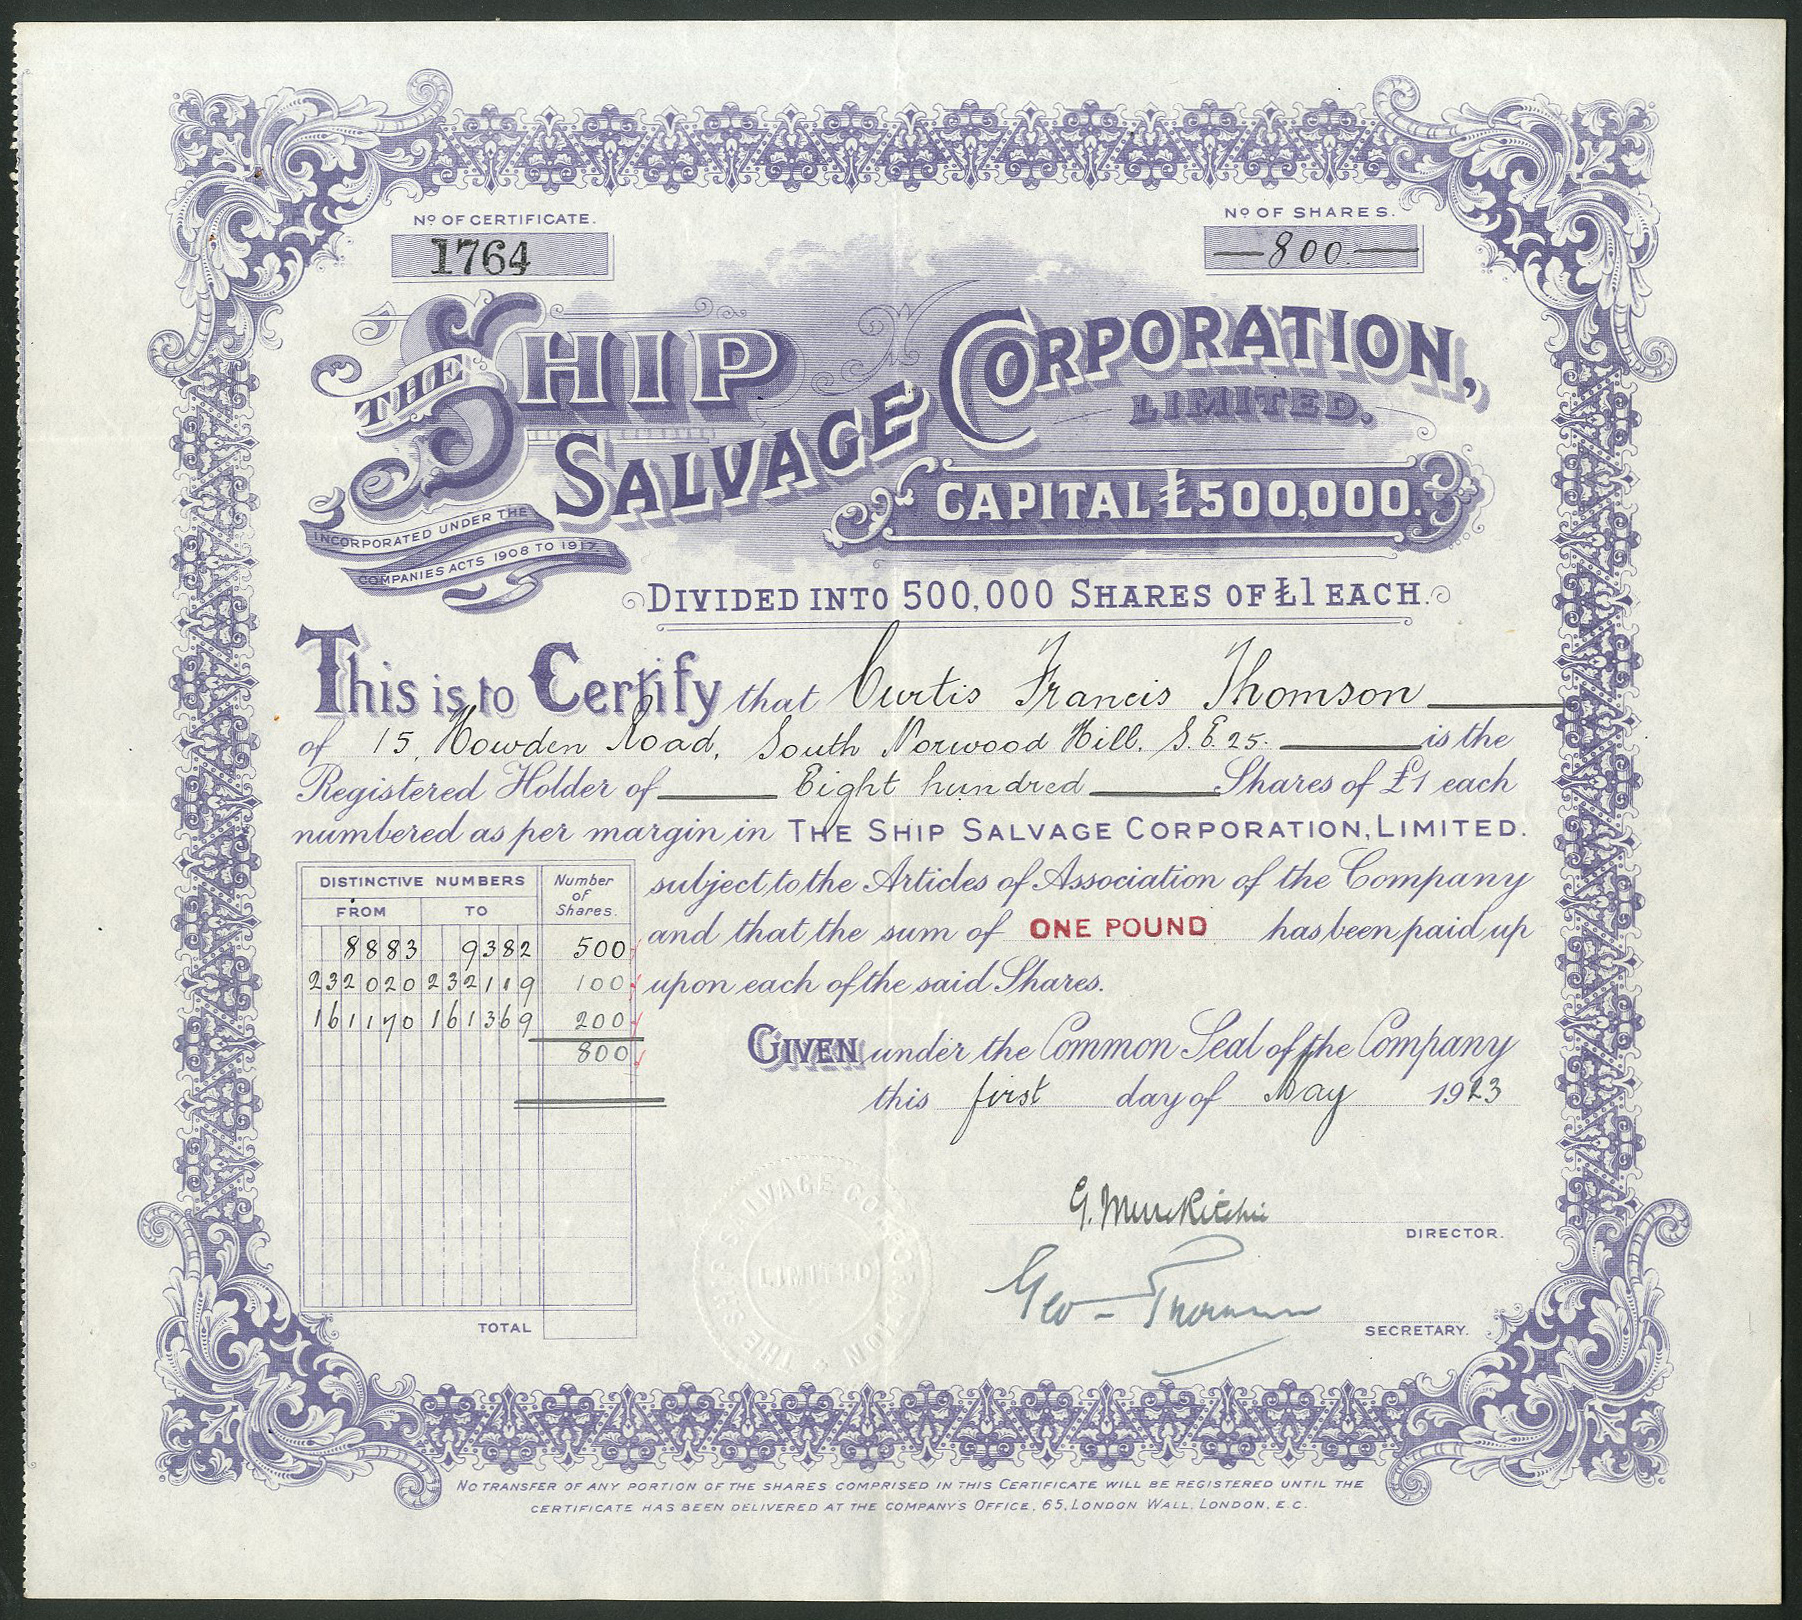 Nº OF CERTIFICATE.
1764
Nº OF SHARES.
800.
THE SHIP SALVAGE CORPORATION, LIMITED.
INCORPORATED UNDER THE
COMPANIES ACTS 1908 TO 1917.
CAPITAL £500,000.
DIVIDED INTO 500,000 SHARES OF £1 EACH.
This is to Certify that Curtis Francis Thomson
of 15, Howden Road, South Norwood Hill. S.E. 25. is the
Registered Holder of Eight hundred Shares of £1 each
numbered as per margin in THE SHIP SALVAGE CORPORATION, LIMITED.
subject to the Articles of Association of the Company
and that the sum of ONE POUND has been paid up
upon each of the said Shares.
DISTINCTIVE NUMBERS Number of Shares.
FROM TO
8883 9382 500
232020 232119 100
161170 161369 200
800
TOTAL
GIVEN under the Common Seal of the Company
this first day of May 1923
THE SHIP SALVAGE CORPORATION
LIMITED
G.
DIRECTOR.
Geo. Thomson
SECRETARY.
NO TRANSFER OF ANY PORTION OF THE SHARES COMPRISED IN THIS CERTIFICATE WILL BE REGISTERED UNTIL THE
CERTIFICATE HAS BEEN DELIVERED AT THE COMPANY'S OFFICE, 65, LONDON WALL, LONDON, E.C.